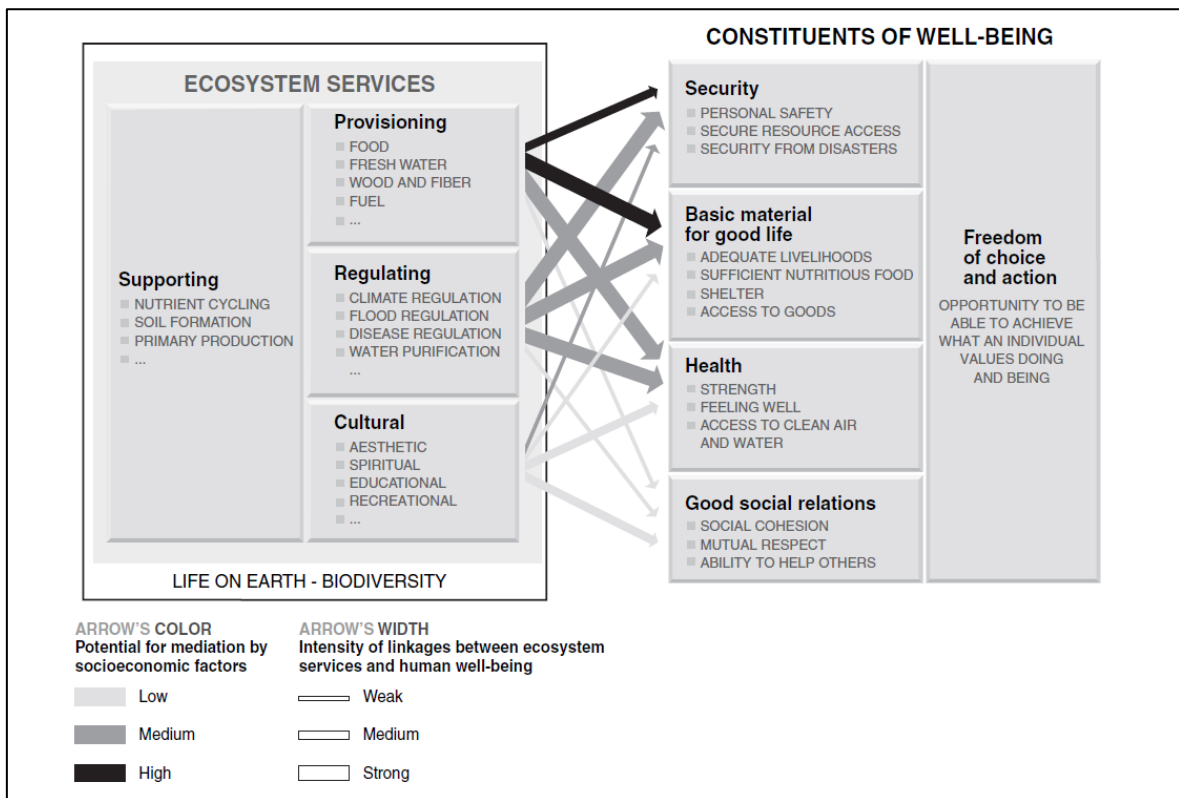 CONSTITUENTS OF WELL-BEING
ECOSYSTEM SERVICES
Provisioning
FOOD
FRESH WATER
WOOD AND FIBER
FUEL
...
Supporting
NUTRIENT CYCLING
SOIL FORMATION
PRIMARY PRODUCTION
...
Regulating
CLIMATE REGULATION
FLOOD REGULATION
DISEASE REGULATION
WATER PURIFICATION
...
Cultural
AESTHETIC
SPIRITUAL
EDUCATIONAL
RECREATIONAL
...
LIFE ON EARTH - BIODIVERSITY
Security
PERSONAL SAFETY
SECURE RESOURCE ACCESS
SECURITY FROM DISASTERS
Basic material
for good life
ADEQUATE LIVELIHOODS
SUFFICIENT NUTRITIOUS FOOD
SHELTER
ACCESS TO GOODS
Health
STRENGTH
FEELING WELL
ACCESS TO CLEAN AIR
AND WATER
Good social relations
SOCIAL COHESION
MUTUAL RESPECT
ABILITY TO HELP OTHERS
Freedom
of choice
and action
OPPORTUNITY TO BE
ABLE TO ACHIEVE
WHAT AN INDIVIDUAL
VALUES DOING
AND BEING
ARROW'S COLOR
Potential for mediation by
socioeconomic factors
Low
Medium
High
ARROW'S WIDTH
Intensity of linkages between ecosystem
services and human well-being
Weak
Medium
Strong